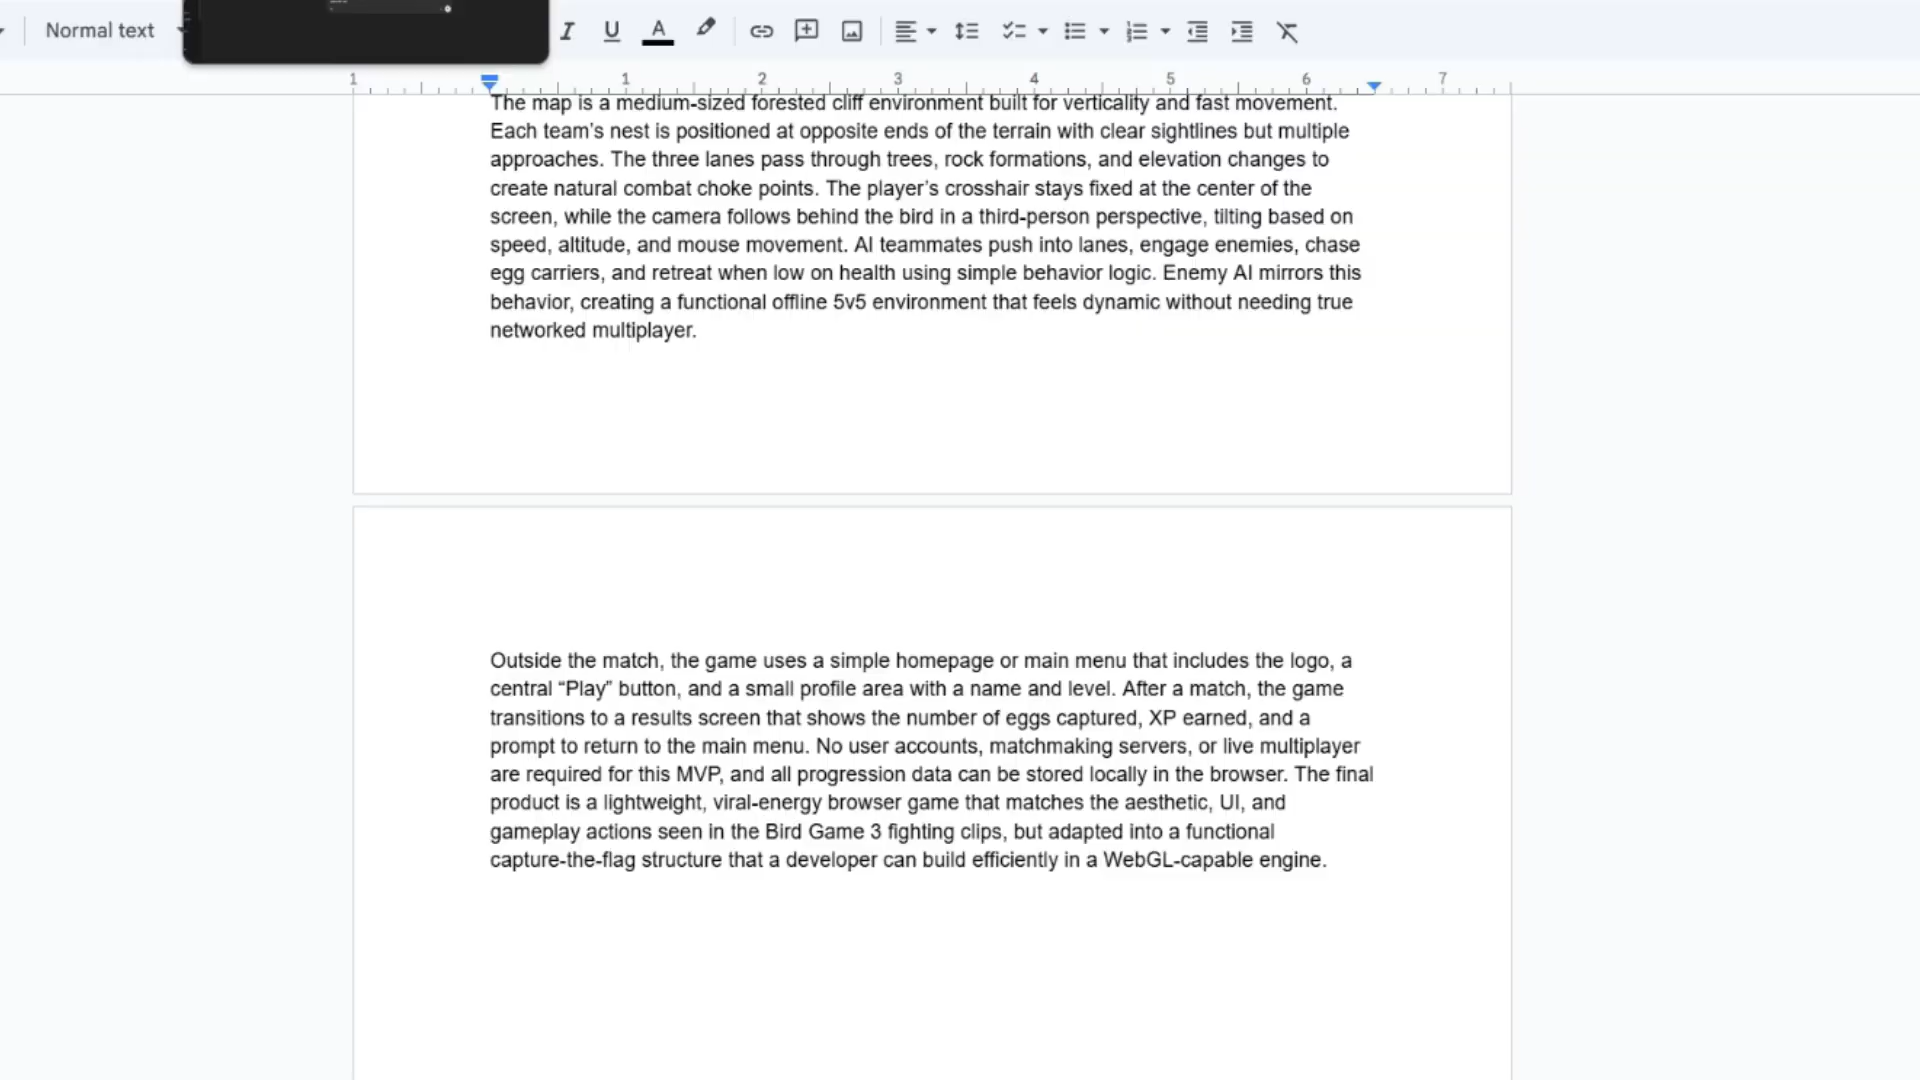 Normal text
1 1 2 3 4 5 6 7
The map is a medium-sized forested cliff environment built for verticality and fast movement.
Each team’s nest is positioned at opposite ends of the terrain with clear sightlines but multiple
approaches. The three lanes pass through trees, rock formations, and elevation changes to
create natural combat choke points. The player’s crosshair stays fixed at the center of the
screen, while the camera follows behind the bird in a third-person perspective, tilting based on
speed, altitude, and mouse movement. AI teammates push into lanes, engage enemies, chase
egg carriers, and retreat when low on health using simple behavior logic. Enemy AI mirrors this
behavior, creating a functional offline 5v5 environment that feels dynamic without needing true
networked multiplayer.
Outside the match, the game uses a simple homepage or main menu that includes the logo, a
central “Play” button, and a small profile area with a name and level. After a match, the game
transitions to a results screen that shows the number of eggs captured, XP earned, and a
prompt to return to the main menu. No user accounts, matchmaking servers, or live multiplayer
are required for this MVP, and all progression data can be stored locally in the browser. The final
product is a lightweight, viral-energy browser game that matches the aesthetic, UI, and
gameplay actions seen in the Bird Game 3 fighting clips, but adapted into a functional
capture-the-flag structure that a developer can build efficiently in a WebGL-capable engine.